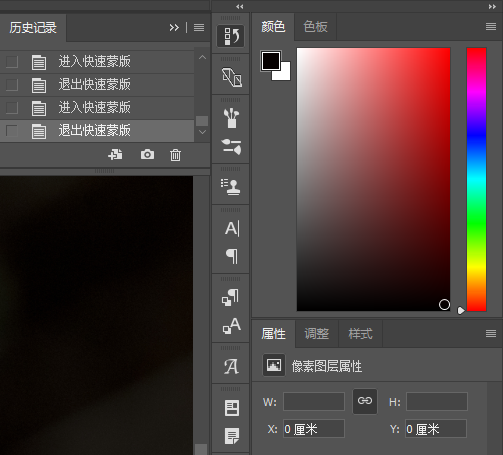 历史记录
进入快速蒙版
退出快速蒙版
进入快速蒙版
退出快速蒙版
颜色 色板
属性 调整 样式
像素图层属性
W: H:
X: 0 厘米 Y: 0 厘米